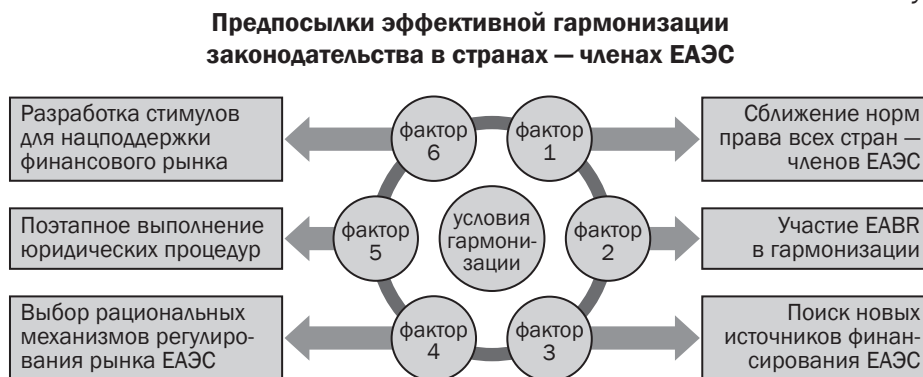 Предпосылки эффективной гармонизации
законодательства в странах — членах ЕАЭС
Разработка стимулов
для нацподдержки
финансового рынка
фактор
6
фактор
1
Сближение норм
права всех стран —
членов ЕАЭС
Поэтапное выполнение
юридических процедур
фактор
5
условия
гармони-
зации
фактор
2
Участие EABR
в гармонизации
Выбор рациональных
механизмов регулиро-
вания рынка ЕАЭС
фактор
4
фактор
3
Поиск новых
источников финан-
сирования ЕАЭС